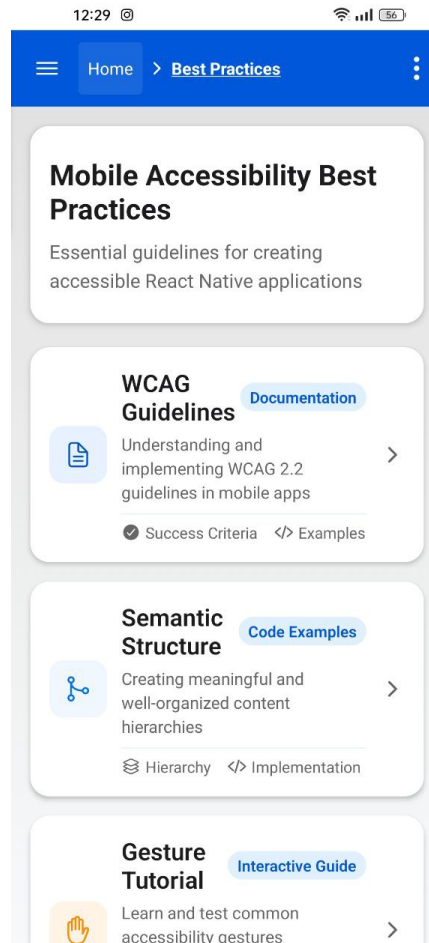 12:29
56
Home > Best Practices
Mobile Accessibility Best
Practices
Essential guidelines for creating
accessible React Native applications
WCAG
Guidelines
Documentation
Understanding and
implementing WCAG 2.2
guidelines in mobile apps
Success Criteria </> Examples
Semantic
Structure
Code Examples
Creating meaningful and
well-organized content
hierarchies
Hierarchy </> Implementation
Gesture
Tutorial
Interactive Guide
Learn and test common
accessibility gestures